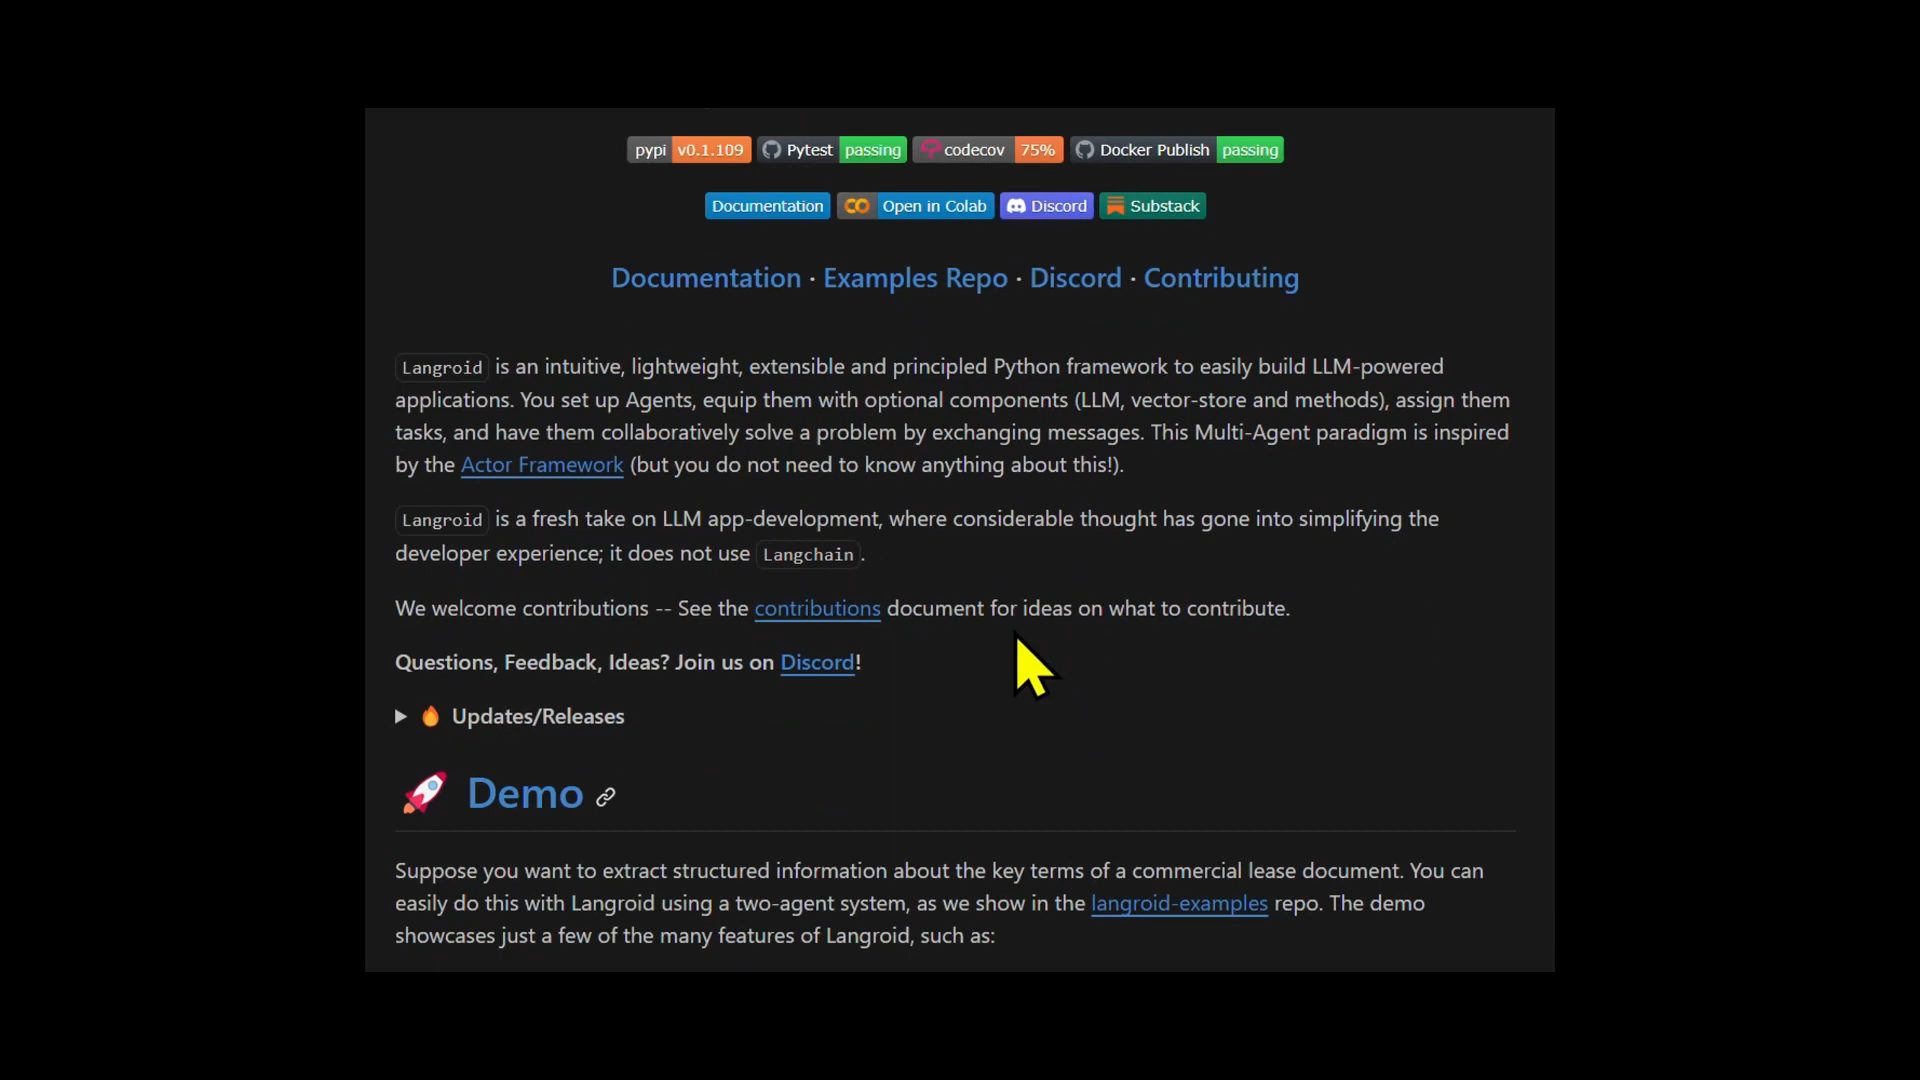 pypi v0.1.109 Pytest passing codecov 75% Docker Publish passing
Documentation Open in Colab Discord Substack
Documentation · Examples Repo · Discord · Contributing
Langroid is an intuitive, lightweight, extensible and principled Python framework to easily build LLM-powered
applications. You set up Agents, equip them with optional components (LLM, vector-store and methods), assign them
tasks, and have them collaboratively solve a problem by exchanging messages. This Multi-Agent paradigm is inspired
by the Actor Framework (but you do not need to know anything about this!).
Langroid is a fresh take on LLM app-development, where considerable thought has gone into simplifying the
developer experience; it does not use Langchain.
We welcome contributions -- See the contributions document for ideas on what to contribute.
Questions, Feedback, Ideas? Join us on Discord!
Updates/Releases
Demo
Suppose you want to extract structured information about the key terms of a commercial lease document. You can
easily do this with Langroid using a two-agent system, as we show in the langroid-examples repo. The demo
showcases just a few of the many features of Langroid, such as: